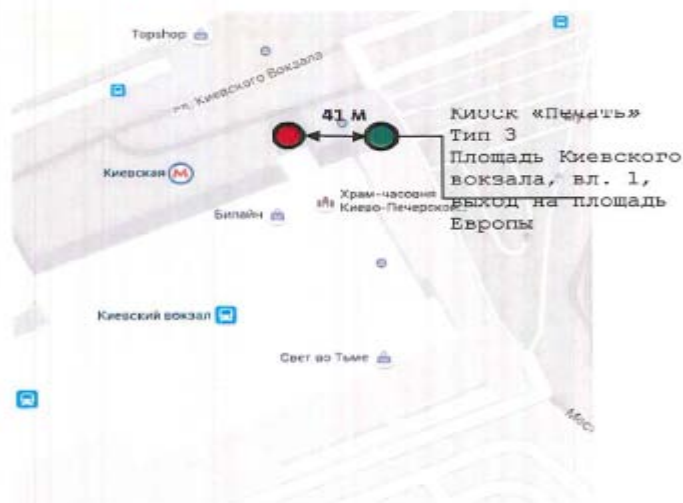 Topshop
пл. Киевского Вокзала
41 м
Киоск «Печать»
Тип 3
Площадь Киевского
вокзала, вл. 1,
выход на площадь
Европы
Киевская
М
Храм-часовня
Киево-Печерской
Билайн
Киевский вокзал
Свет во Тьме